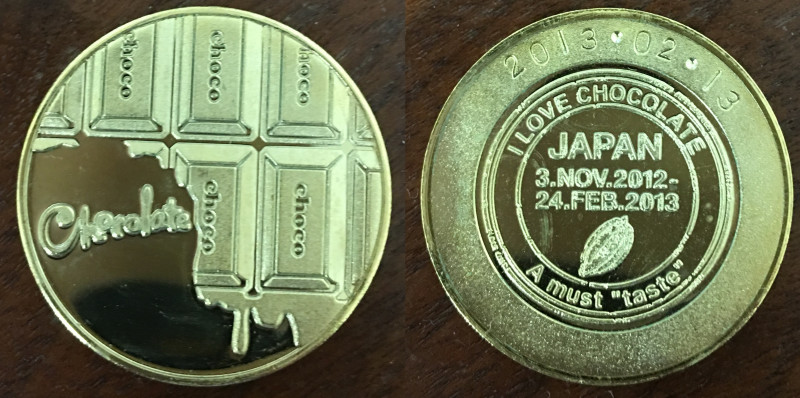 choco
choco
choco
choco
choco
Chocolate
2013・02・13
I LOVE CHOCOLATE
JAPAN
3.NOV.2012-
24.FEB.2013
A must "taste"